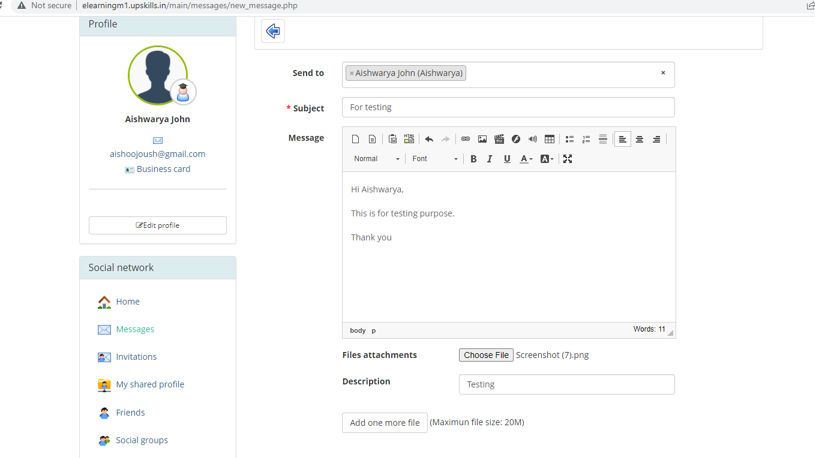 Not secure elearningm1.upskills.in/main/messages/new_message.php
Profile
Aishwarya John
aishoojoush@gmail.com
Business card
Edit profile
Social network
Home
Messages
Invitations
My shared profile
Friends
Social groups
Send to × Aishwarya John (Aishwarya) ×
* Subject For testing
Message
Normal Font B I U A A
Hi Aishwarya,
This is for testing purpose.
Thank you
body p Words: 11
Files attachments Choose File Screenshot (7).png
Description Testing
Add one more file (Maximun file size: 20M)